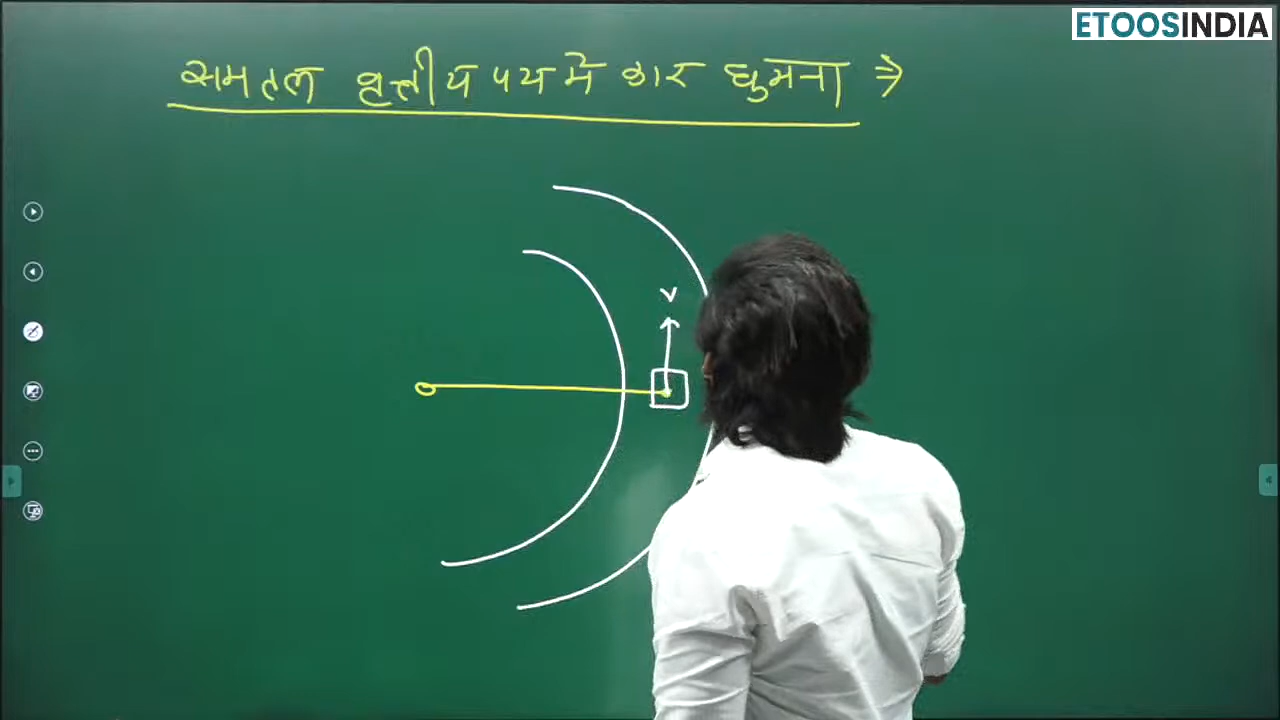 ETOOSINDIA
समतल वृत्तीय पथ में कार घुमना ⇒
v